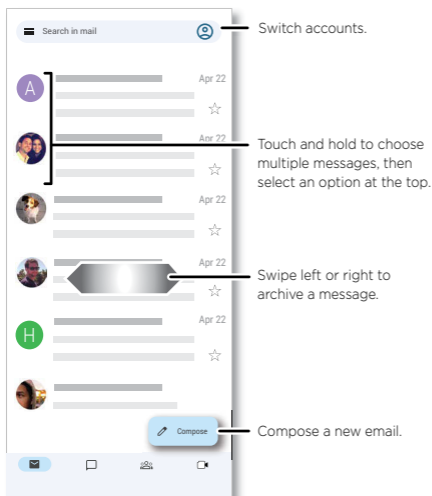 Search in mail
Switch accounts.
A
Apr 22
Apr 22
Touch and hold to choose
multiple messages, then
select an option at the top.
Apr 22
Apr 22
Swipe left or right to
archive a message.
H
Apr 22
Compose
Compose a new email.